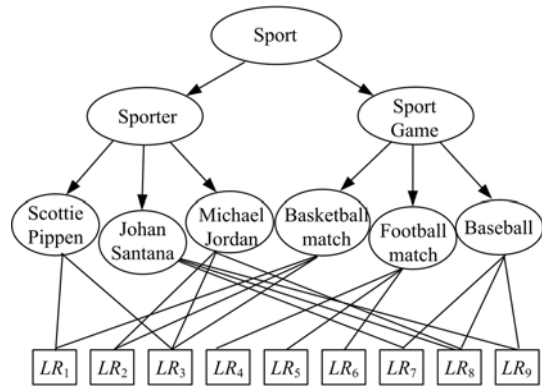 Sport
Sporter
Sport
Game
Scottie
Pippen
Johan
Santana
Michael
Jordan
Basketball
match
Football
match
Baseball
LR1 LR2 LR3 LR4 LR5 LR6 LR7 LR8 LR9